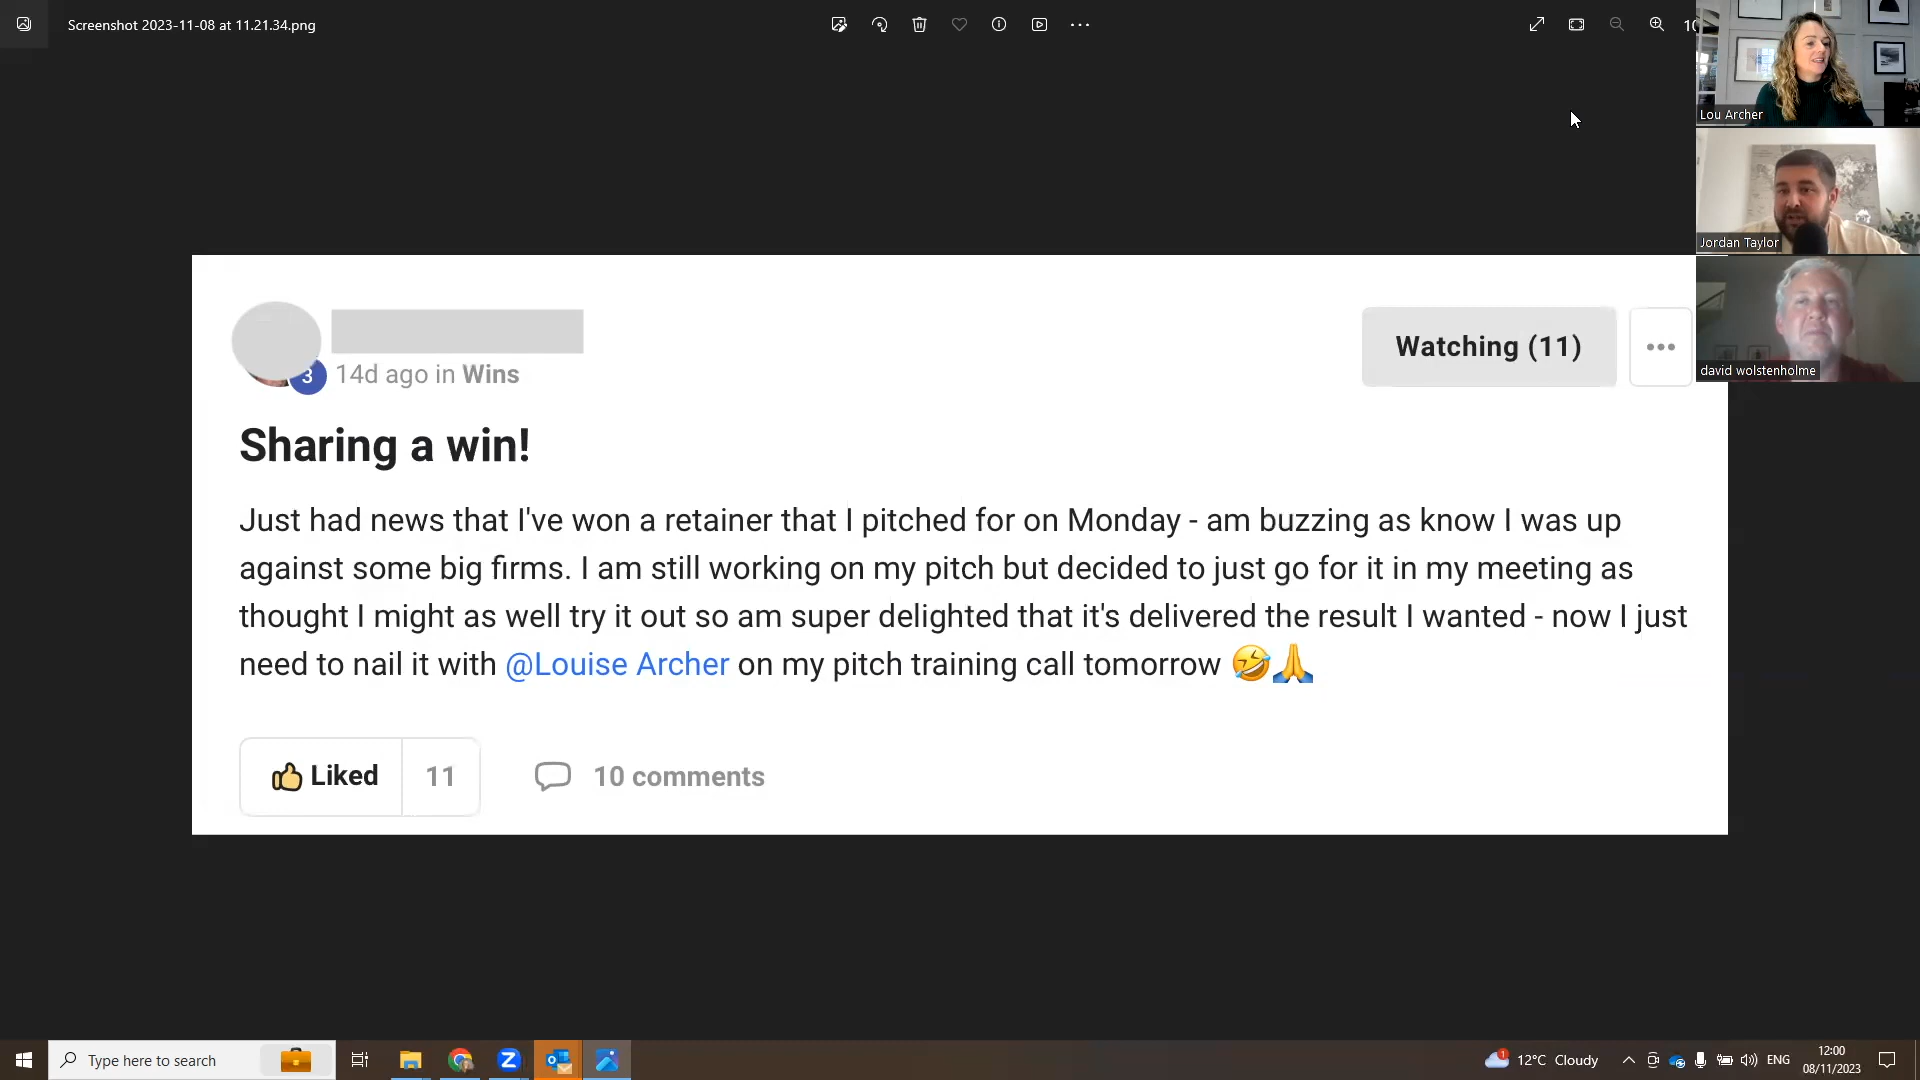 Screenshot 2023-11-08 at 11.21.34.png
Lou Archer
Jordan Taylor
david wolstenholme
3
14d ago in Wins
Watching (11)
Sharing a win!
Just had news that I've won a retainer that I pitched for on Monday - am buzzing as know I was up
against some big firms. I am still working on my pitch but decided to just go for it in my meeting as
thought I might as well try it out so am super delighted that it's delivered the result I wanted - now I just
need to nail it with @Louise Archer on my pitch training call tomorrow 🤣🙏
👍 Liked 11
10 comments
Type here to search
1
12°C Cloudy
ENG
12:00
08/11/2023